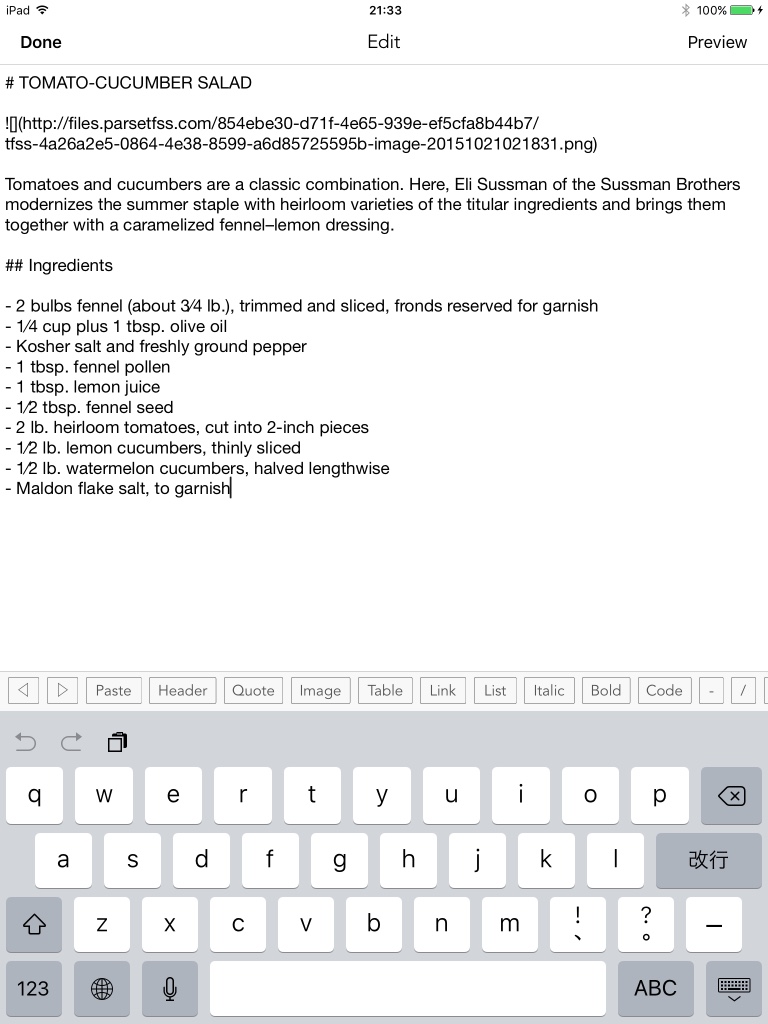 iPad 21:33 100%
Done Edit Preview
# TOMATO-CUCUMBER SALAD
![](http://files.parsetfss.com/854ebe30-d71f-4e65-939e-ef5cfa8b44b7/
tfss-4a26a2e5-0864-4e38-8599-a6d85725595b-image-20151021021831.png)
Tomatoes and cucumbers are a classic combination. Here, Eli Sussman of the Sussman Brothers
modernizes the summer staple with heirloom varieties of the titular ingredients and brings them
together with a caramelized fennel–lemon dressing.
## Ingredients
- 2 bulbs fennel (about 3⁄4 lb.), trimmed and sliced, fronds reserved for garnish
- 1⁄4 cup plus 1 tbsp. olive oil
- Kosher salt and freshly ground pepper
- 1 tbsp. fennel pollen
- 1 tbsp. lemon juice
- 1⁄2 tbsp. fennel seed
- 2 lb. heirloom tomatoes, cut into 2-inch pieces
- 1⁄2 lb. lemon cucumbers, thinly sliced
- 1⁄2 lb. watermelon cucumbers, halved lengthwise
- Maldon flake salt, to garnish
Paste Header Quote Image Table Link List Italic Bold Code - /
q w e r t y u i o p
a s d f g h j k l 改行
z x c v b n m ! 、 ? 。 —
123 ABC